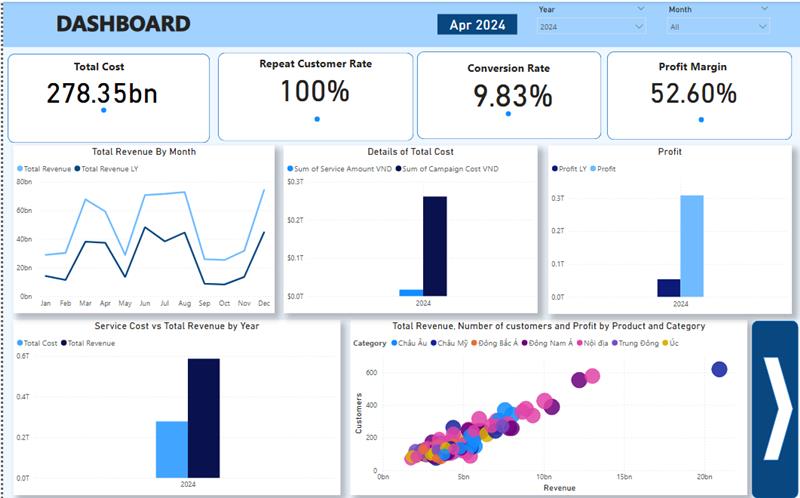 DASHBOARD
Apr 2024
Year
2024
Month
All
Total Cost
278.35bn
Repeat Customer Rate
100%
Conversion Rate
9.83%
Profit Margin
52.60%
Total Revenue By Month
Total Revenue Total Revenue LY
80bn
60bn
40bn
20bn
0bn
Jan Feb Mar Apr May Jun Jul Aug Sep Oct Nov Dec
Details of Total Cost
Sum of Service Amount VND Sum of Campaign Cost VND
$0.3T
$0.2T
$0.1T
$0.0T
2024
Profit
Profit LY Profit
0.3T
0.2T
0.1T
0.0T
2024
Service Cost vs Total Revenue by Year
Total Cost Total Revenue
0.6T
0.4T
0.2T
0.0T
2024
Total Revenue, Number of customers and Profit by Product and Category
Category Châu Âu Châu Mỹ Đông Bắc Á Đông Nam Á Nội địa Trung Đông Úc
Customers
600
400
200
0
0bn 5bn 10bn 15bn 20bn
Revenue